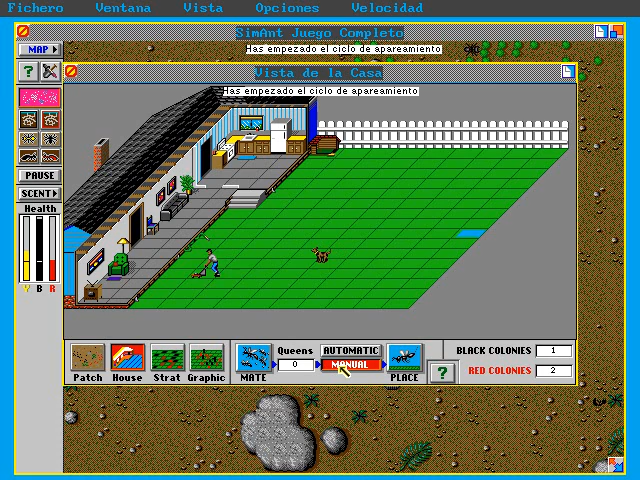 Fichero Ventana Vista Opciones Velocidad
SimAnt Juego Completo
Has empezado el ciclo de apareamiento
MAP
Vista de la Casa
Has empezado el ciclo de apareamiento
?
PAUSE
SCENT
Health
Y B R
Queens AUTOMATIC BLACK COLONIES 1
0 MANUAL
RED COLONIES 2
Patch House Strat Graphic MATE PLACE ?